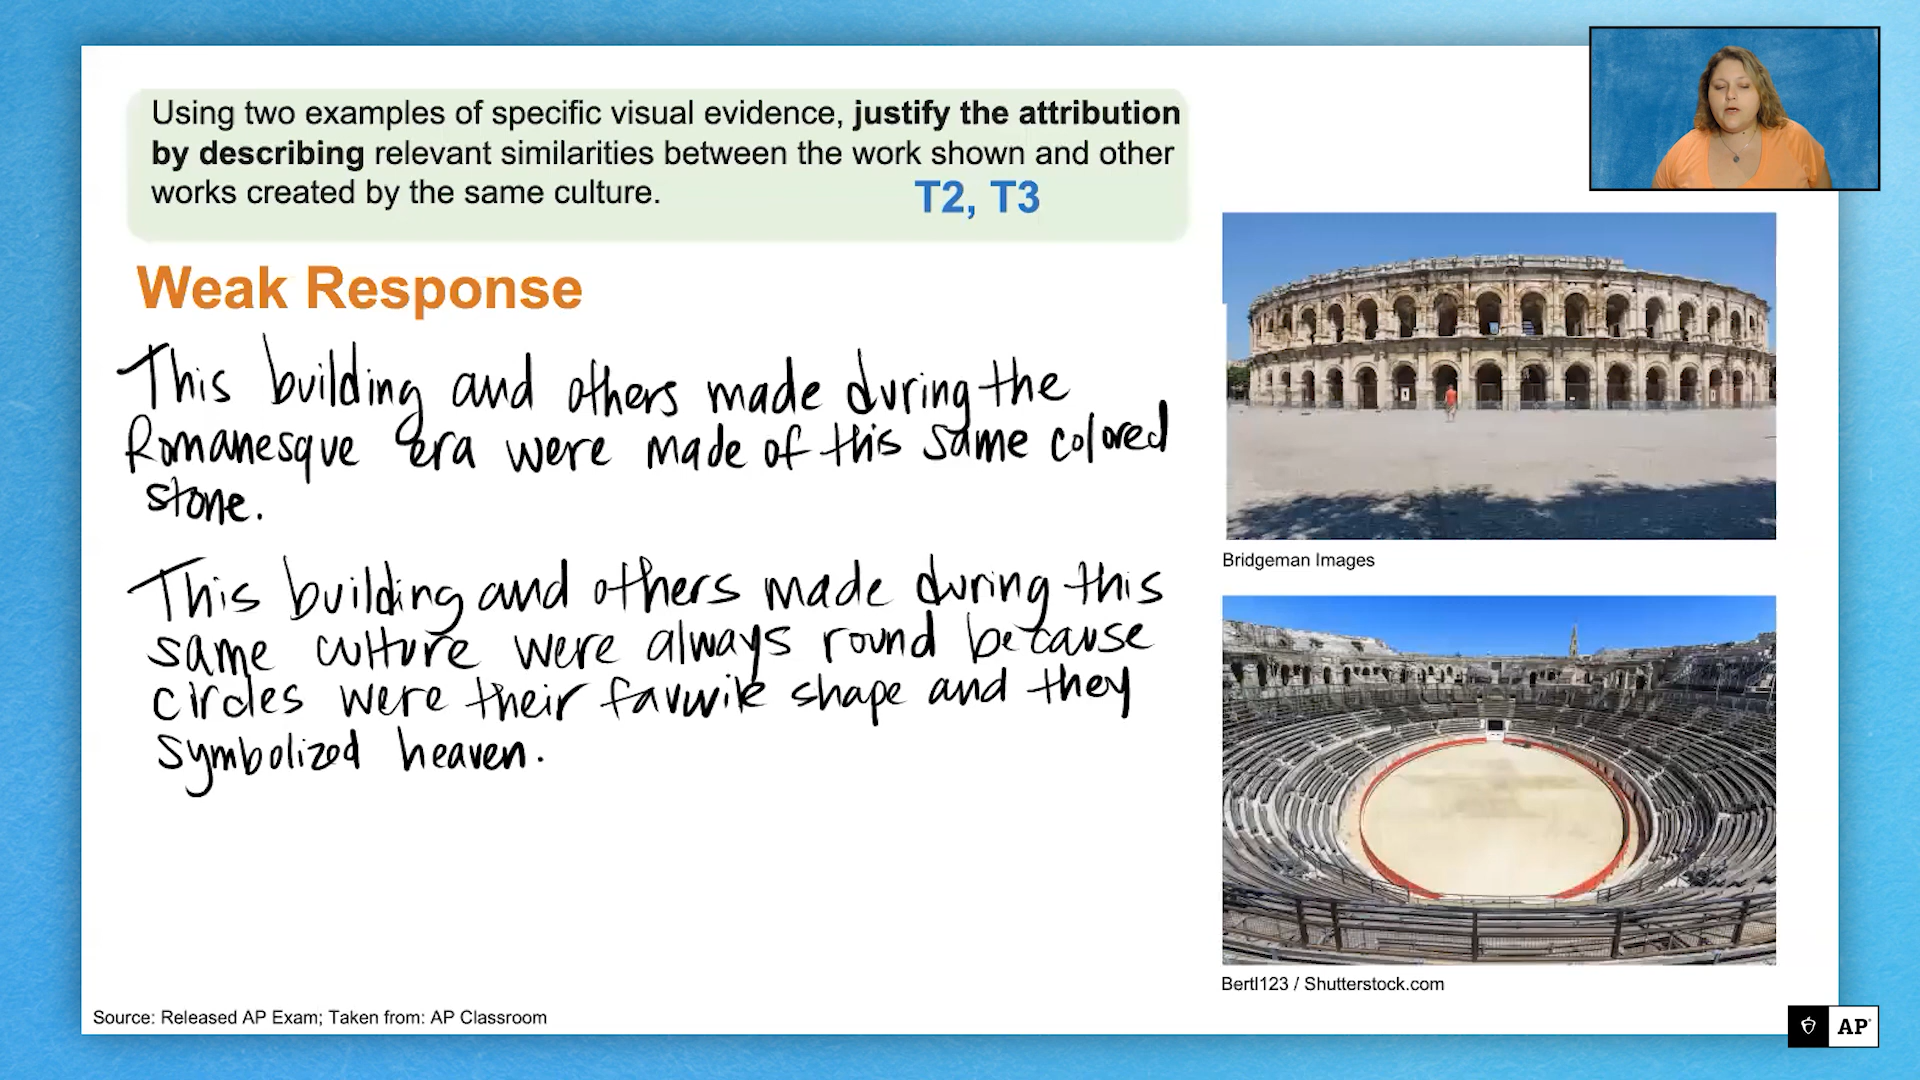 Using two examples of specific visual evidence, justify the attribution
by describing relevant similarities between the work shown and other
works created by the same culture.
T2, T3
Weak Response
This building and others made during the
Romanesque era were made of this same colored
stone.
This building and others made during this
same culture were always round because
circles were their favorite shape and they
symbolized heaven.
Bridgeman Images
Bertl123 / Shutterstock.com
Source: Released AP Exam; Taken from: AP Classroom
AP